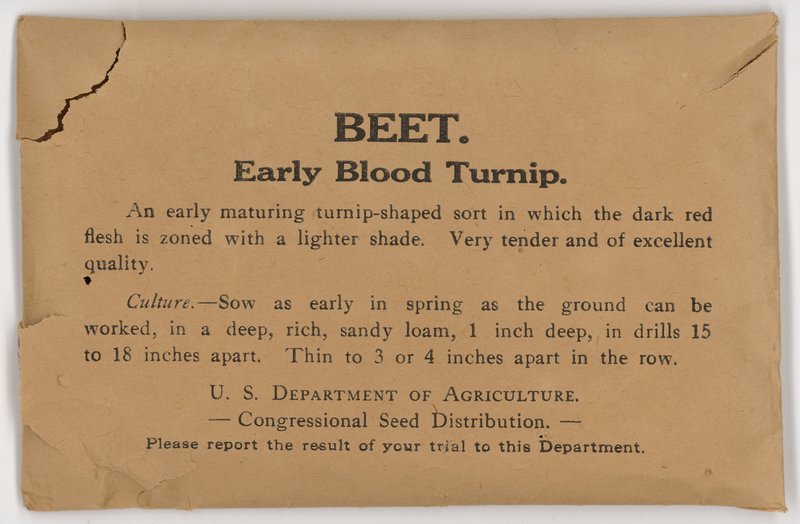 BEET.
Early Blood Turnip.
An early maturing turnip-shaped sort in which the dark red
flesh is zoned with a lighter shade. Very tender and of excellent
quality.
Culture.—Sow as early in spring as the ground can be
worked, in a deep, rich, sandy loam, 1 inch deep, in drills 15
to 18 inches apart. Thin to 3 or 4 inches apart in the row.
U. S. DEPARTMENT OF AGRICULTURE.
— Congressional Seed Distribution. —
Please report the result of your trial to this Department.